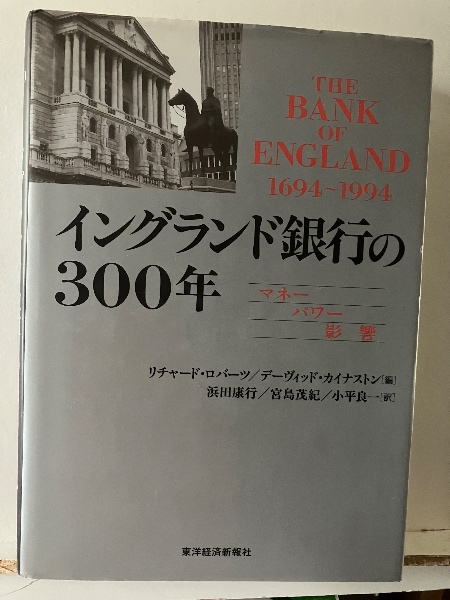 THE
BANK
OF
ENGLAND
1694~1994
イングランド銀行の
300年
マネー
パワー
影響
リチャード・ロバーツ/デーヴィッド・カイナストン[編]
浜田康行/宮島茂紀/小平良一[訳]
東洋経済新報社